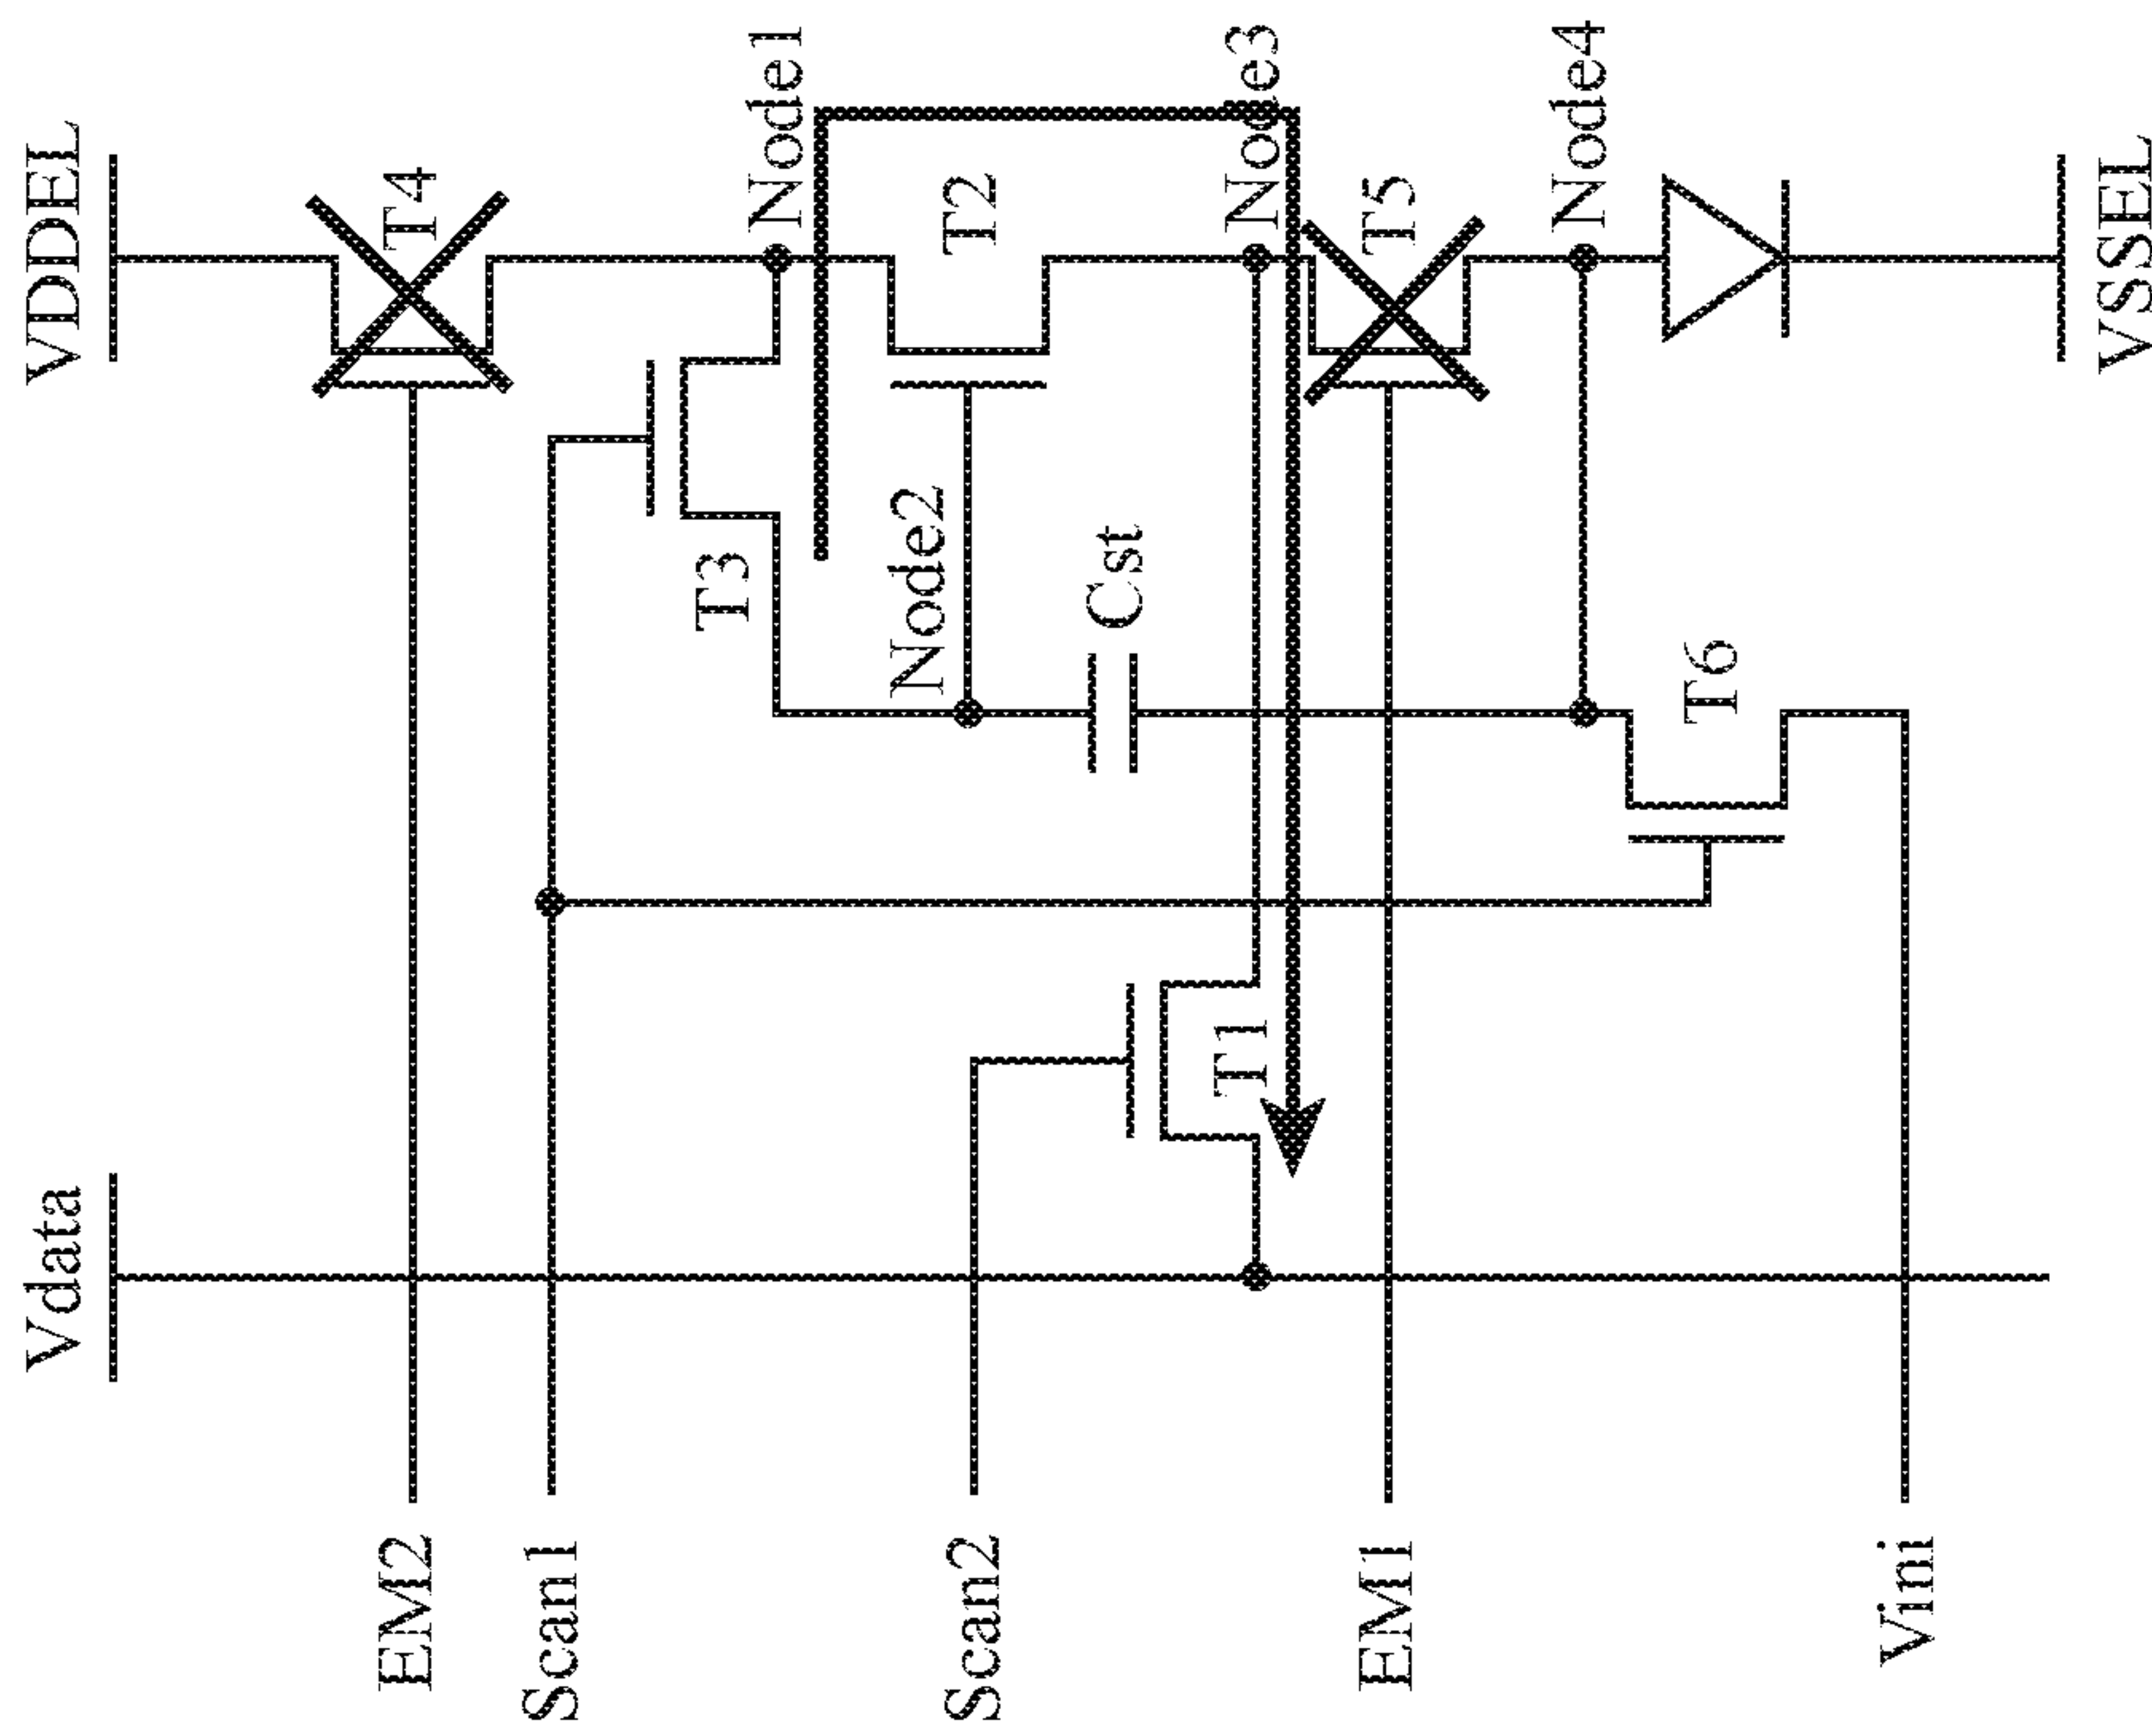 VDDEL
Vdata
T4
EM2
Node1
Scan1
T3
T2
Node2
Cst
Scan2
Node3
T1
T5
EM1
Node4
T6
Vini
VSSEL